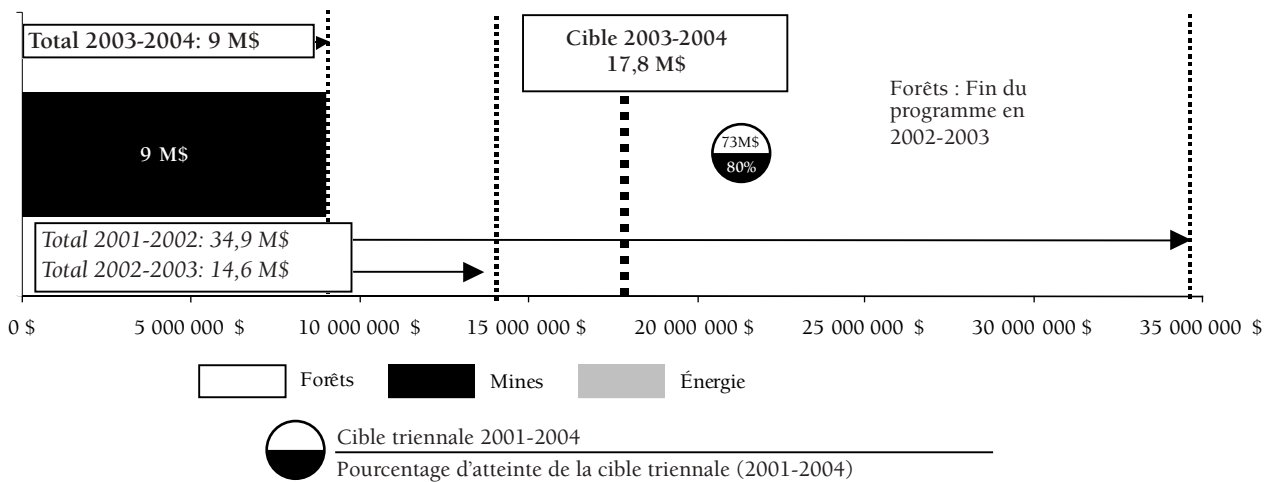 Total 2003-2004: 9 M$
Cible 2003-2004
17,8 M$
Forêts : Fin du
programme en
2002-2003
73M$
80%
9 M$
Total 2001-2002: 34,9 M$
Total 2002-2003: 14,6 M$
0 $ 5 000 000 $ 10 000 000 $ 15 000 000 $ 20 000 000 $ 25 000 000 $ 30 000 000 $ 35 000 000 $
Forêts Mines Énergie
Cible triennale 2001-2004
Pourcentage d'atteinte de la cible triennale (2001-2004)